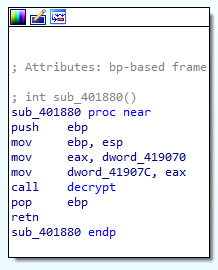 ; Attributes: bp-based frame
; int sub_401880()
sub_401880 proc near
push    ebp
mov     ebp, esp
mov     eax, dword_419070
mov     dword_41907C, eax
call    decrypt
pop     ebp
retn
sub_401880 endp